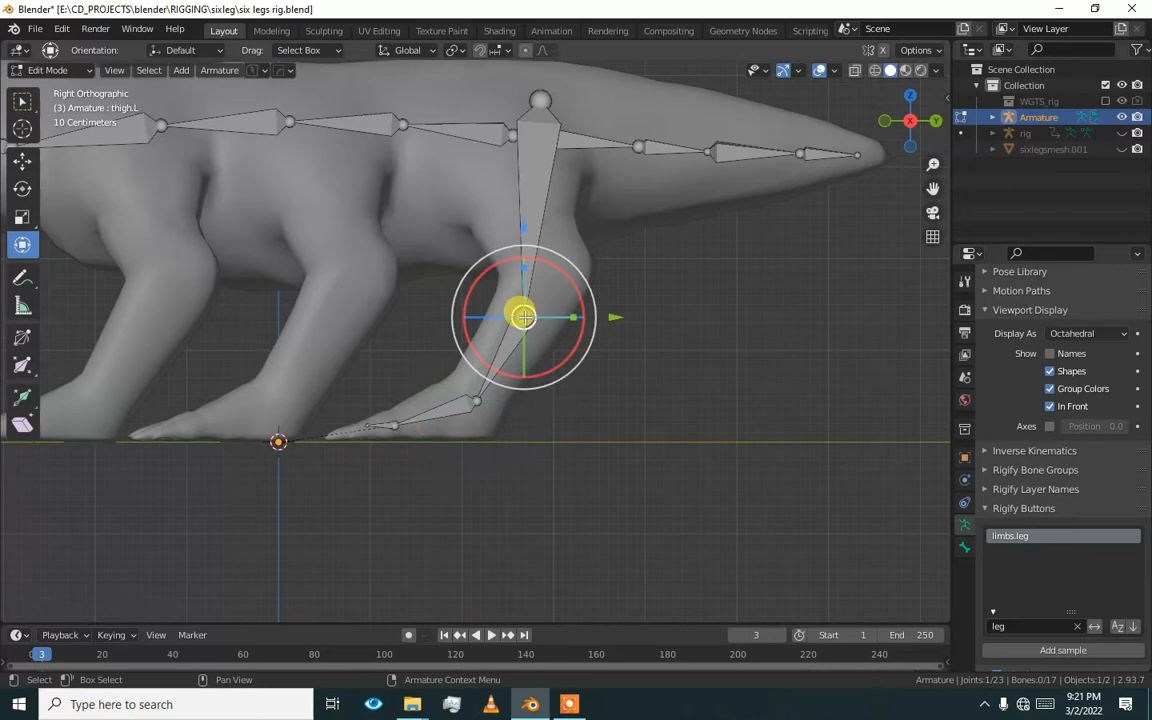 Blender* [E:\CD_PROJECTS\blender\RIGGING\sixleg\six legs rig.blend]
File Edit Render Window Help Layout Modeling Sculpting UV Editing Texture Paint Shading Animation Rendering Compositing Geometry Nodes Scripting Scene View Layer
Orientation: Default Drag: Select Box Global Options
Edit Mode View Select Add Armature
Right Orthographic
(3) Armature : thigh.L
10 Centimeters
Z
X
Y
Scene Collection
Collection
WGTS_rig
Armature
rig
sixlegsmesh.001
Pose Library
Motion Paths
Viewport Display
Display As Octahedral
Show Names
Shapes
Group Colors
In Front
Axes Position 0.0
Inverse Kinematics
Rigify Bone Groups
Rigify Layer Names
Rigify Buttons
limbs.leg
leg
Add sample
Playback Keying View Marker 3 Start 1 End 250
3 20 40 60 80 100 120 140 160 180 200 220 240
Select Box Select Pan View Armature Context Menu Armature | Joints:1/23 | Bones:0/17 | Objects:1/2 | 2.93.7
Type here to search
9:21 PM
3/2/2022